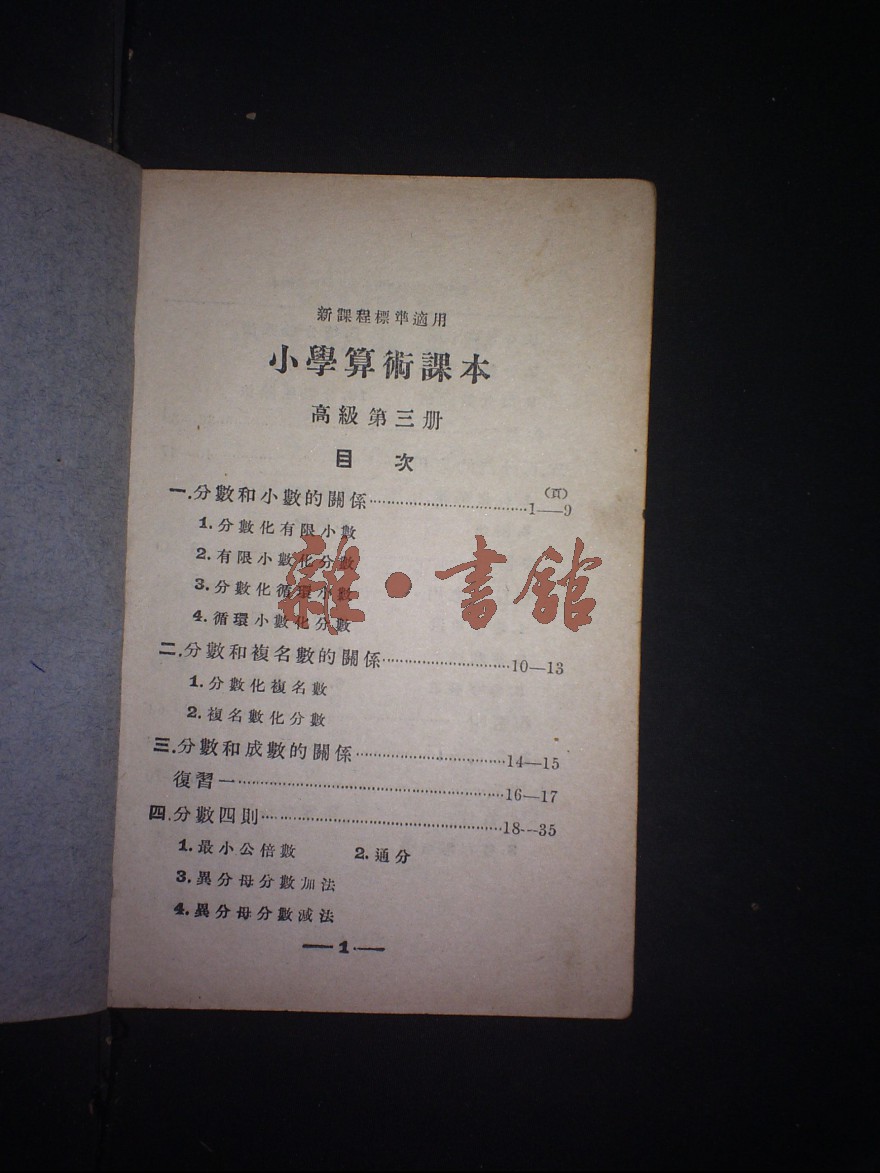 新課程標準適用
小學算術課本
高級第三册
目次
(頁)
一.分數和小數的關係……………………………1—9
1.分數化有限小數
2.有限小數化分數
3.分數化循環小數
4.循環小數化分數
雜·書館
二.分數和複名數的關係……………………10—13
1.分數化複名數
2.複名數化分數
三.分數和成數的關係…………………………14—15
復習一………………………………………………16—17
四.分數四則…………………………………………18---35
1.最小公倍數 2.通分
3.異分母分數加法
4.異分母分數減法
— 1 —